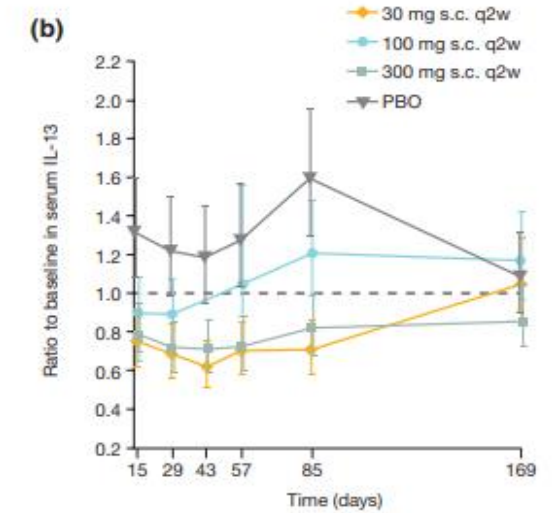 (b)
30 mg s.c. q2w
100 mg s.c. q2w
300 mg s.c. q2w
PBO
Ratio to baseline in serum IL-13
2.2
2.0
1.8
1.6
1.4
1.2
1.0
0.8
0.6
0.4
0.2
15 29 43 57 85 169
Time (days)